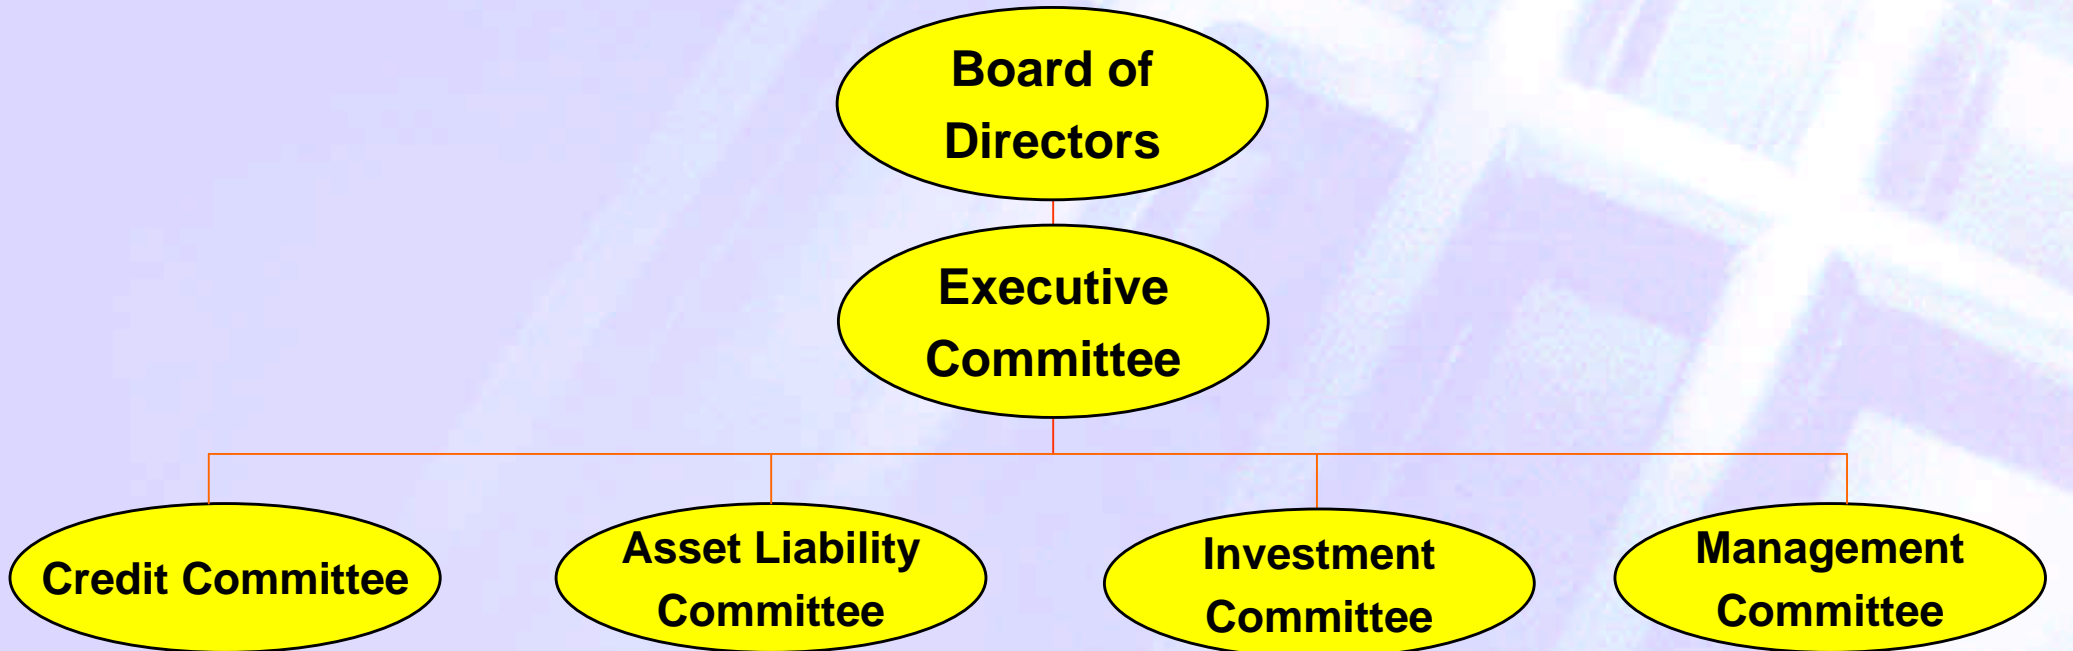 Board of
Directors
Executive
Committee
Credit Committee
Asset Liability
Committee
Investment
Committee
Management
Committee